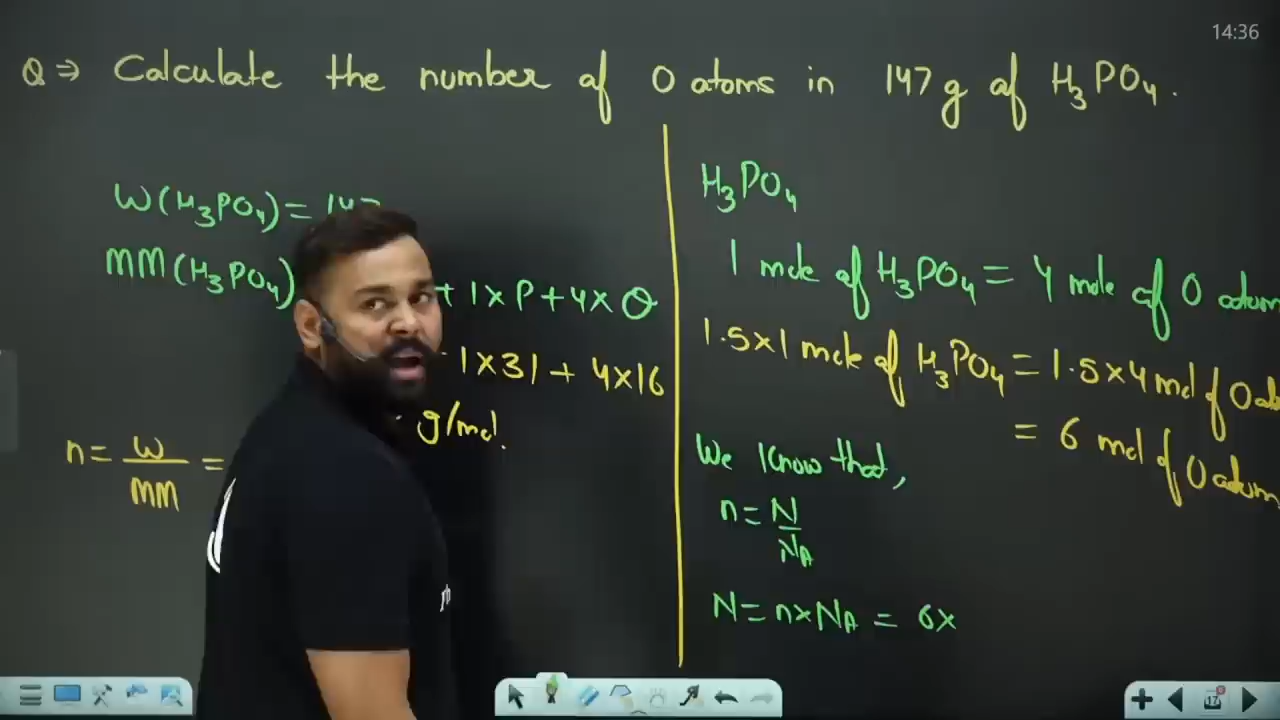 14:36
Q ⇒ Calculate the number of O atoms in 147 g of H₃PO₄.
W(H₃PO₄) = 147
MM(H₃PO₄)
+ 1×P + 4×O
1×31 + 4×16
g/mol.
n = W/MM =
H₃PO₄
1 mole of H₃PO₄ = 4 mole of O atom
1.5×1 mole of H₃PO₄ = 1.5×4 mol of O
= 6 mol of O atom
We know that,
n = N/Nₐ
N = n×Nₐ = 6×